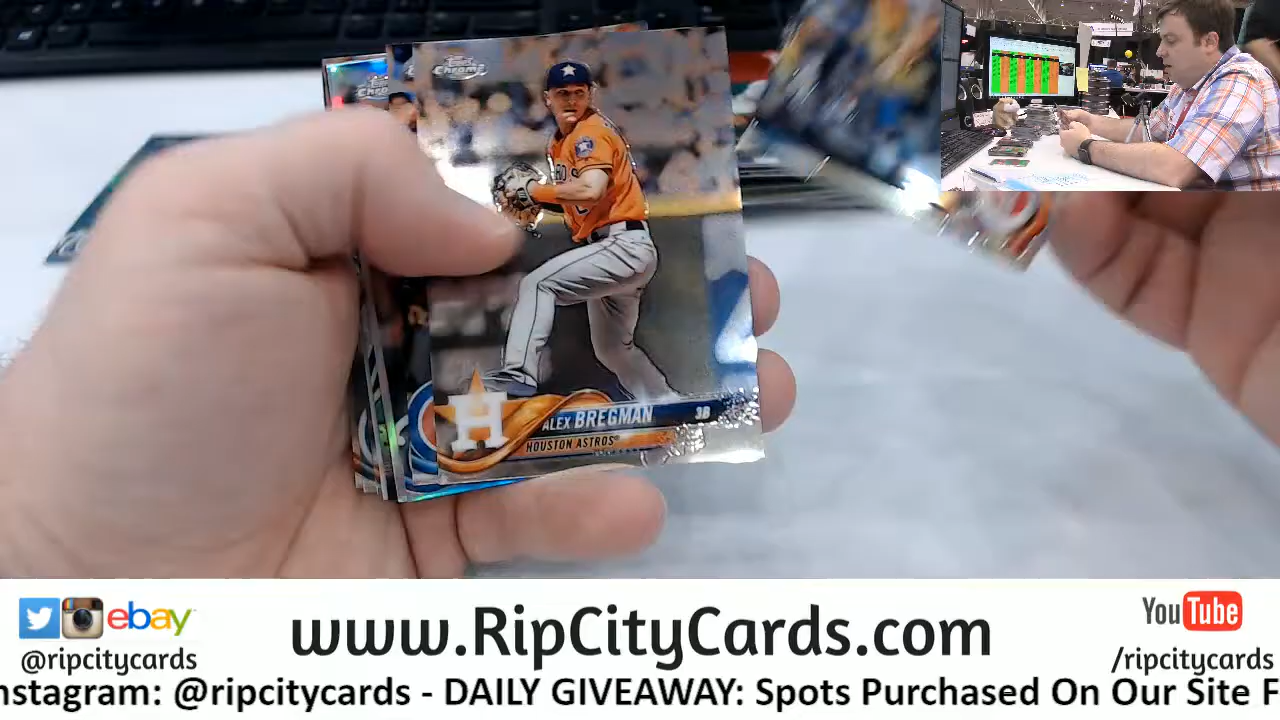 Chrome
ALEX BREGMAN 3B
HOUSTON ASTROS
H
ebay
@ripcitycards
www.RipCityCards.com
YouTube
/ripcitycards
nstagram: @ripcitycards - DAILY GIVEAWAY: Spots Purchased On Our Site F